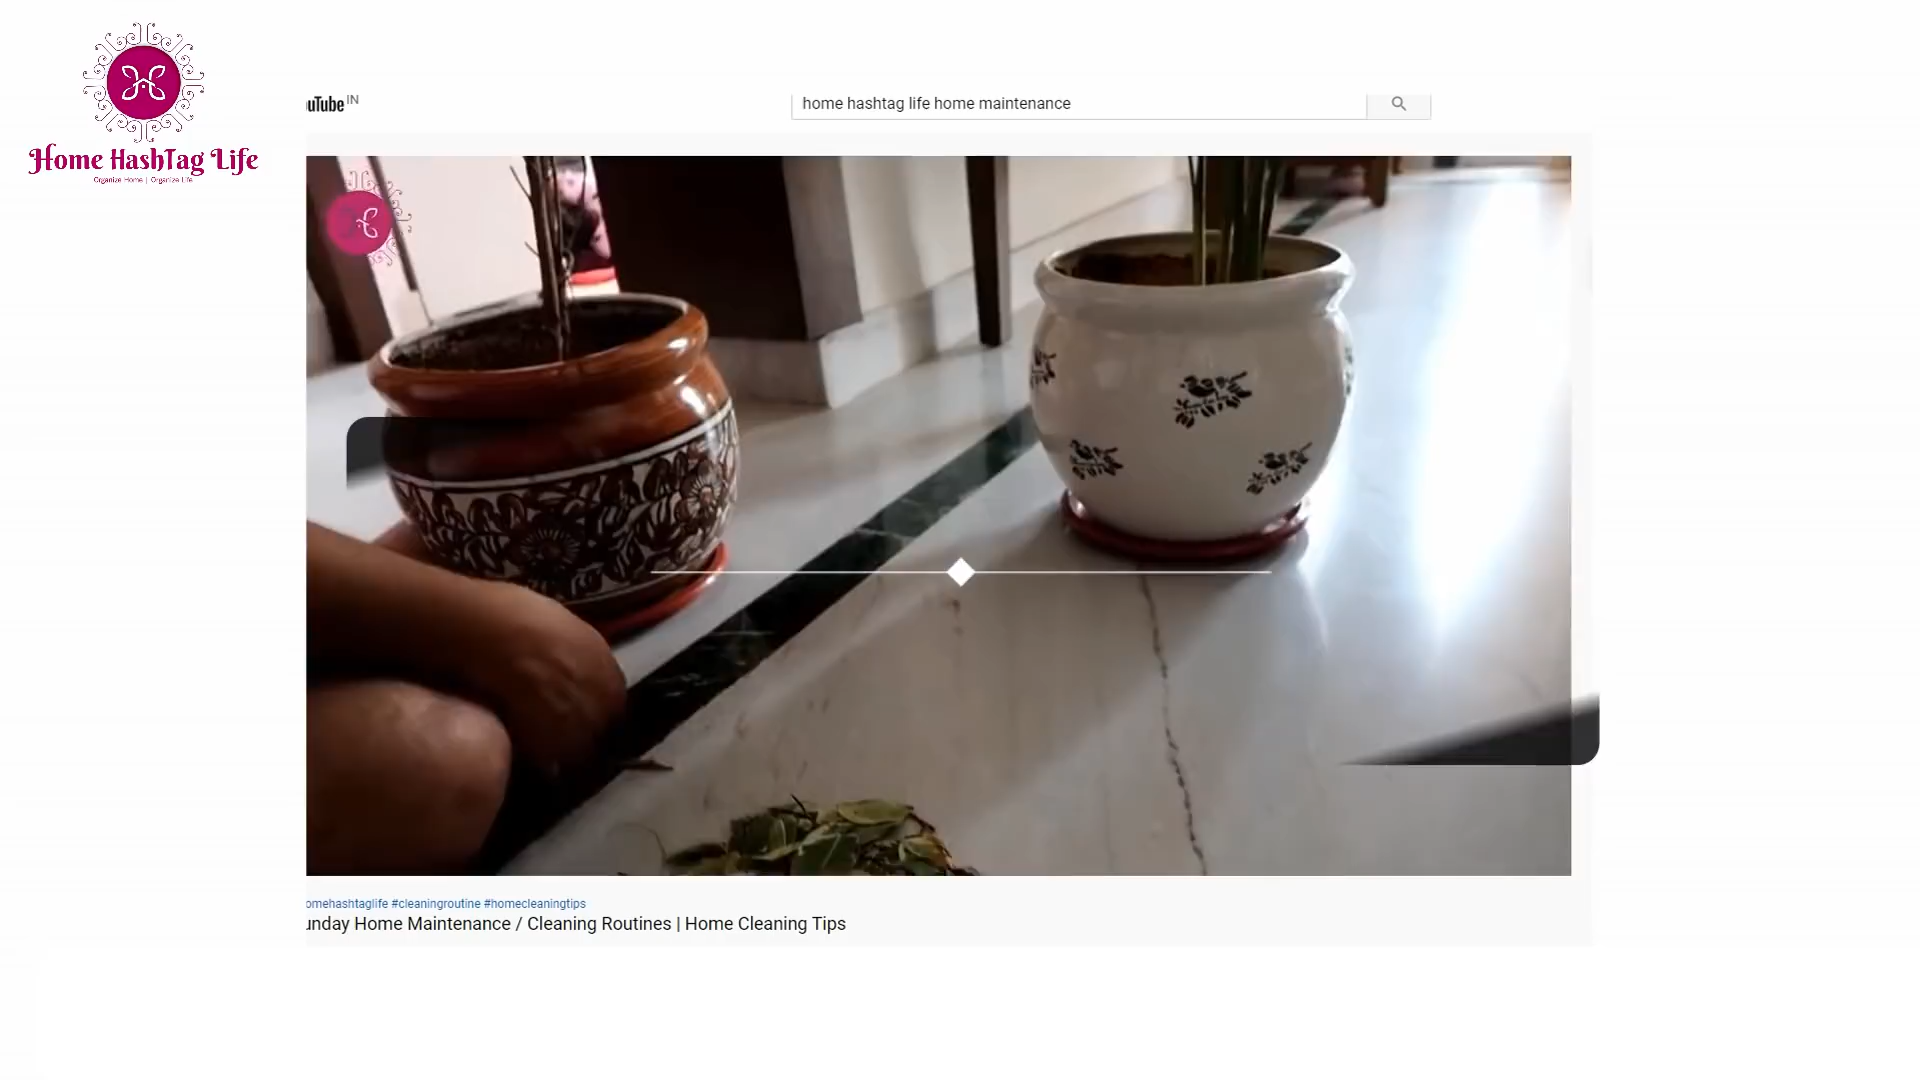 Home HashTag Life
Organize Home | Organize Life
uTube IN
home hashtag life home maintenance
omehashtaglife #cleaningroutine #homecleaningtips
unday Home Maintenance / Cleaning Routines | Home Cleaning Tips